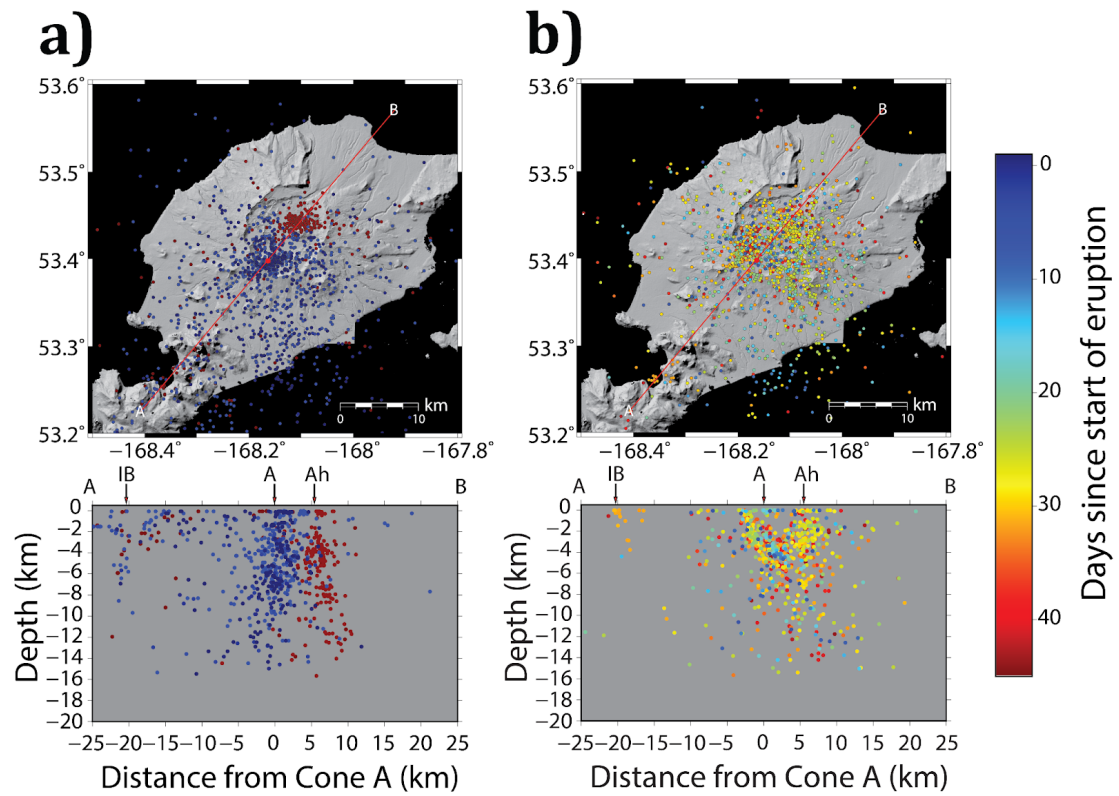 a) b)
53.6° 53.6°
B B
53.5° 53.5°
53.4° 53.4°
53.3° 53.3°
A km A km
0 10 0 10
53.2° 53.2°
−168.4 −168.2 −168 −167.8° −168.4 −168.2 −168 −167.8°
0
10
20
30
40
Days since start of eruption
IB A Ah IB A Ah
A B A B
0 0
−2 −2
−4 −4
−6 −6
−8 −8
−10 −10
−12 −12
−14 −14
−16 −16
−18 −18
−20 −20
Depth (km) Depth (km)
−25 −20 −15 −10 −5 0 5 10 15 20 25 −25 −20 −15 −10 −5 0 5 10 15 20 25
Distance from Cone A (km) Distance from Cone A (km)